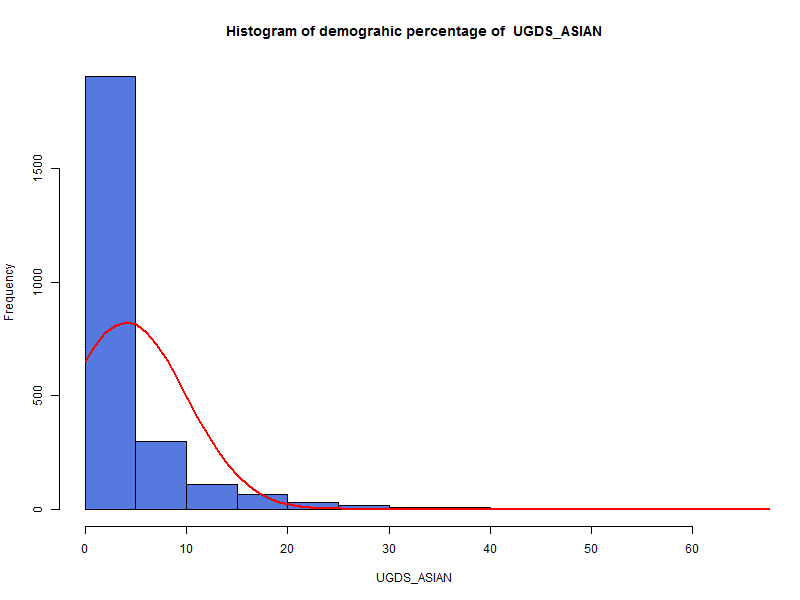 Histogram of demograhic percentage of  UGDS_ASIAN
Frequency
1500
1000
500
0
0 10 20 30 40 50 60
UGDS_ASIAN